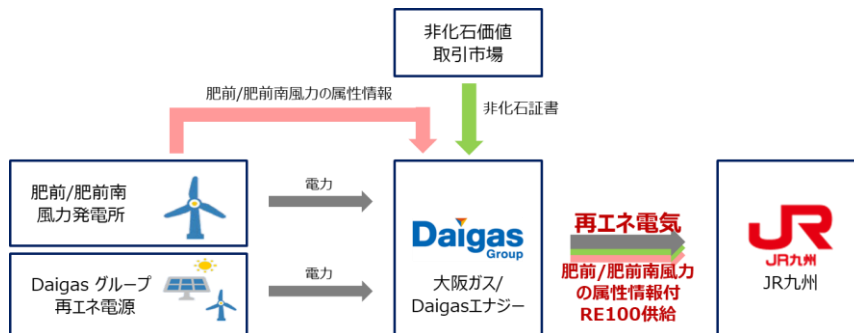 非化石価値
取引市場
肥前/肥前南風力の属性情報
非化石証書
肥前/肥前南
風力発電所
電力
Daigas
Group
大阪ガス/
Daigasエナジー
再エネ電気
肥前/肥前南風力
の属性情報付
RE100供給
JR
JR九州
JR九州
Daigas グループ
再エネ電源
電力